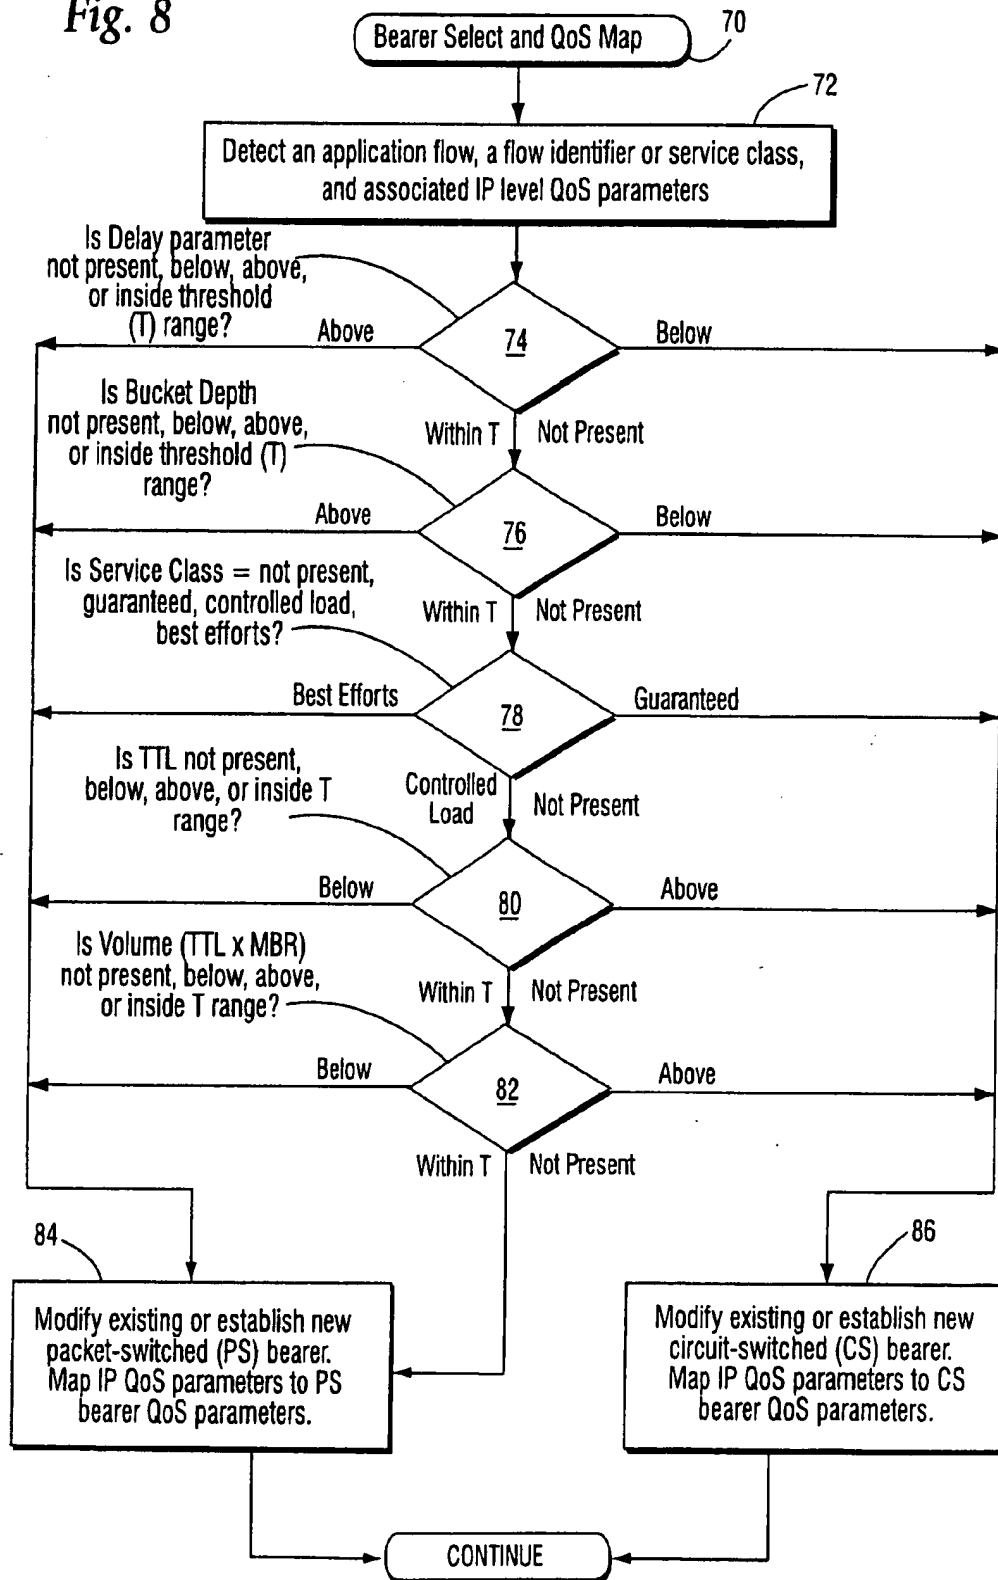 Fig. 8
Bearer Select and QoS Map
70
72
Detect an application flow, a flow identifier or service class,
and associated IP level QoS parameters
Is Delay parameter
not present, below, above,
or inside threshold
(T) range?
Above
74
Below
Within T
Not Present
Is Bucket Depth
not present, below, above,
or inside threshold (T)
range?
Above
76
Below
Within T
Not Present
Is Service Class = not present,
guaranteed, controlled load,
best efforts?
Best Efforts
78
Guaranteed
Controlled
Load
Not Present
Is TTL not present,
below, above, or inside T
range?
Below
80
Above
Within T
Not Present
Is Volume (TTL x MBR)
not present, below, above,
or inside T range?
Below
82
Above
Within T
Not Present
84
Modify existing or establish new
packet-switched (PS) bearer.
Map IP QoS parameters to PS
bearer QoS parameters.
86
Modify existing or establish new
circuit-switched (CS) bearer.
Map IP QoS parameters to CS
bearer QoS parameters.
CONTINUE